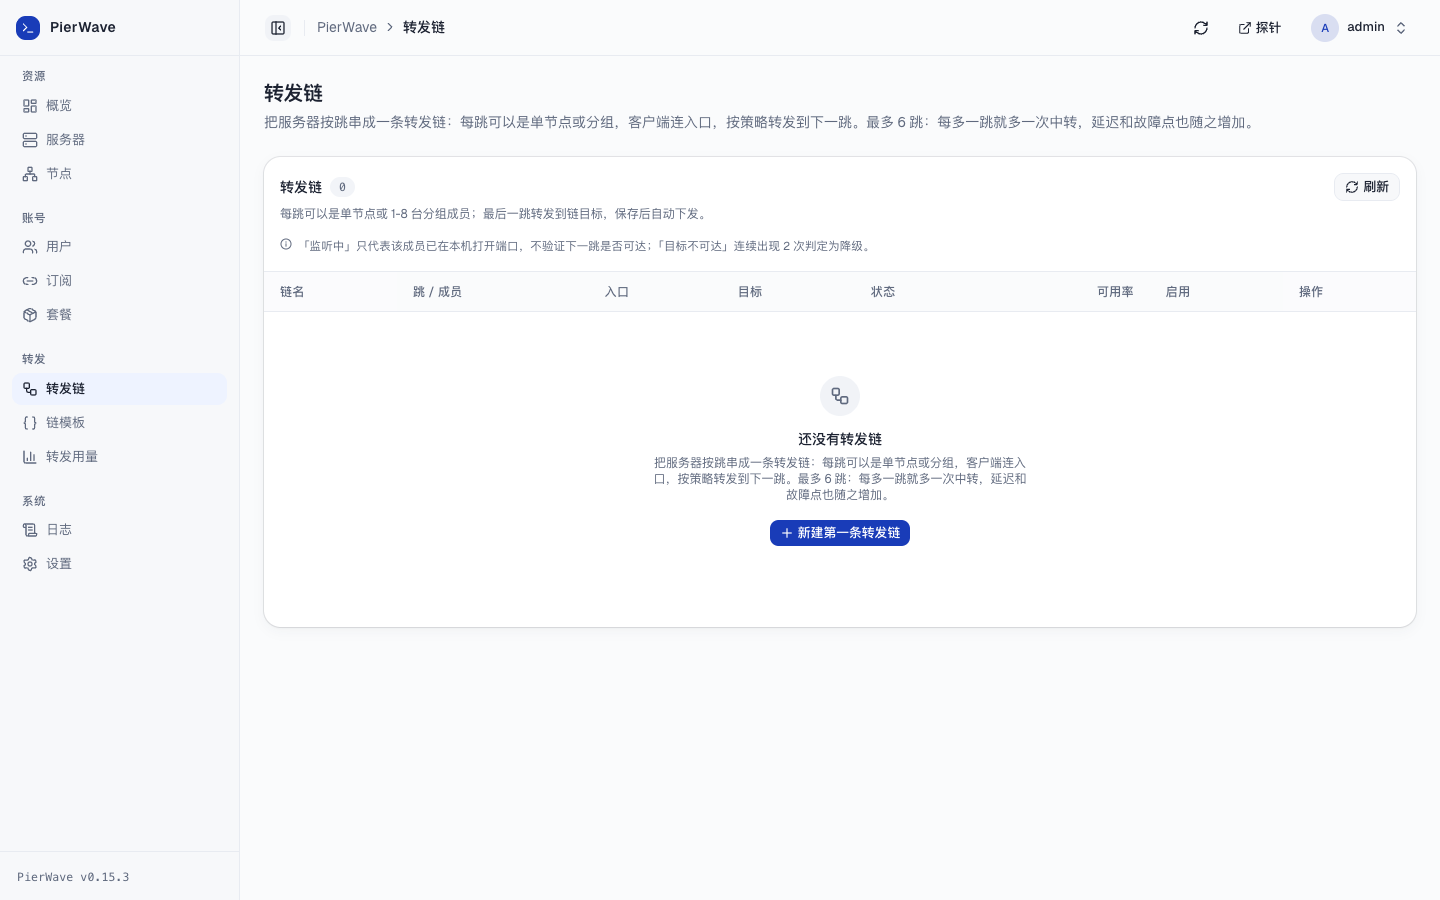 PierWave
PierWave > 转发链
探针
A
admin
资源
概览
服务器
节点
账号
用户
订阅
套餐
转发
转发链
链模板
转发用量
系统
日志
设置
PierWave v0.15.3
转发链
把服务器按跳串成一条转发链：每跳可以是单节点或分组，客户端连入口，按策略转发到下一跳。最多 6 跳：每多一跳就多一次中转，延迟和故障点也随之增加。
转发链 0
刷新
每跳可以是单节点或 1-8 台分组成员；最后一跳转发到链目标，保存后自动下发。
「监听中」只代表该成员已在本机打开端口，不验证下一跳是否可达；「目标不可达」连续出现 2 次判定为降级。
链名 跳 / 成员 入口 目标 状态 可用率 启用 操作
还没有转发链
把服务器按跳串成一条转发链：每跳可以是单节点或分组，客户端连入
口，按策略转发到下一跳。最多 6 跳：每多一跳就多一次中转，延迟和
故障点也随之增加。
新建第一条转发链